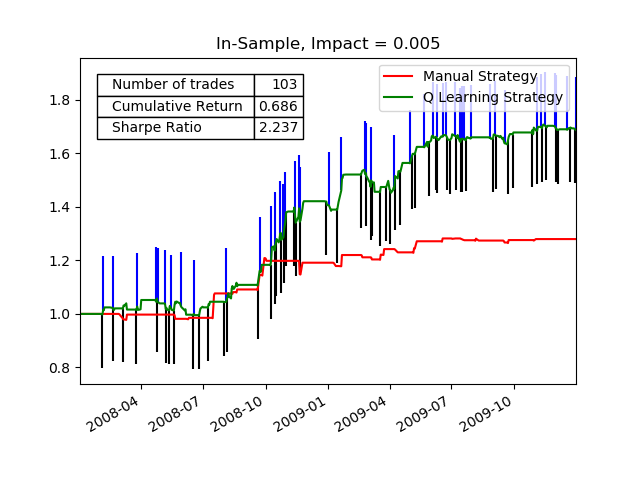 In-Sample, Impact = 0.005
Number of trades 103
Cumulative Return 0.686
Sharpe Ratio 2.237
Manual Strategy
Q Learning Strategy
1.8
1.6
1.4
1.2
1.0
0.8
2008-04
2008-07
2008-10
2009-01
2009-04
2009-07
2009-10